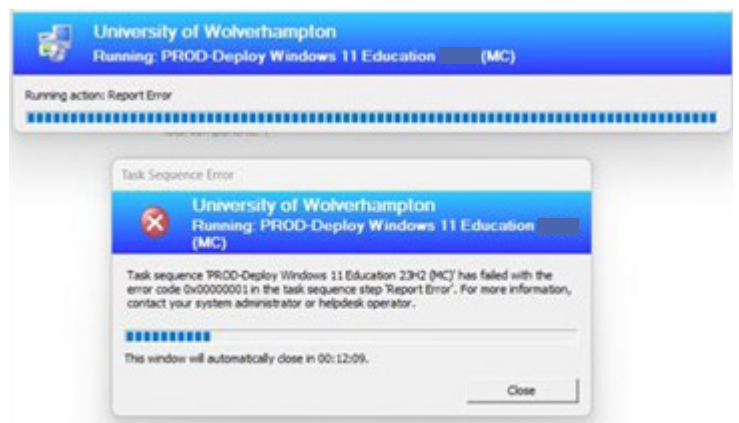 University of Wolverhampton
Running: PROD-Deploy Windows 11 Education (MC)
Running action: Report Error
Task Sequence Error
University of Wolverhampton
Running: PROD-Deploy Windows 11 Education
(MC)
Task sequence 'PROD-Deploy Windows 11 Education 23H2 (MC)' has failed with the
error code 0x00000001 in the task sequence step 'Report Error'. For more information,
contact your system administrator or helpdesk operator.
This window will automatically close in 00:12:09.
Close